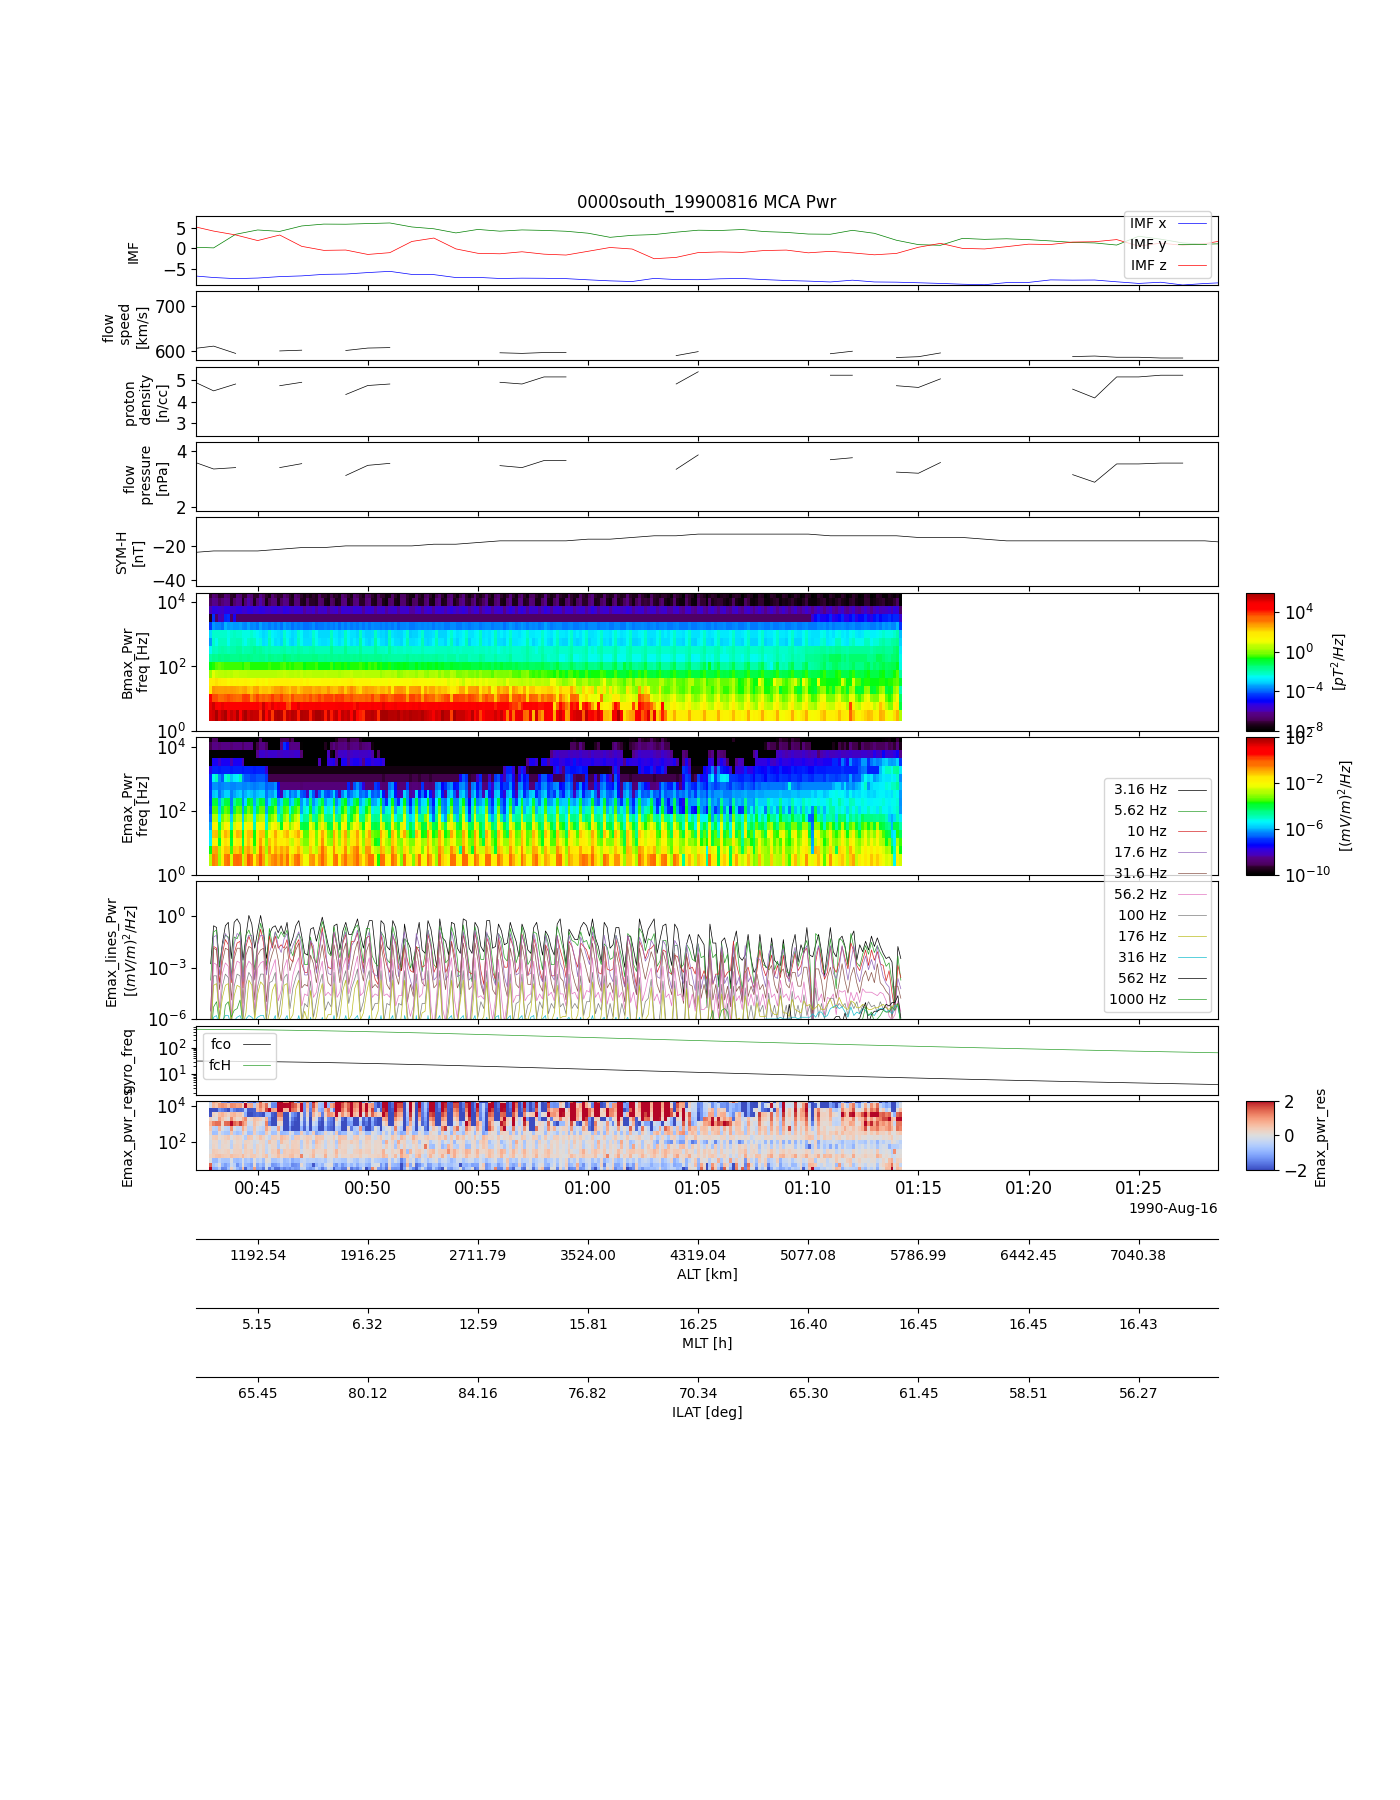 0000south_19900816 MCA Pwr
IMF
5
0
−5
IMF x
IMF y
IMF z
flow
speed
[km/s]
700
600
proton
density
[n/cc]
5
4
3
flow
pressure
[nPa]
4
2
SYM-H
[nT]
−20
−40
Bmax_Pwr
freq [Hz]
10^4
10^2
10^0
10^4
10^0
10^−4
10^−8
[pT^2/Hz]
Emax_Pwr
freq [Hz]
10^4
10^2
10^0
10^2
10^−2
10^−6
10^−10
[(mV/m)^2/Hz]
Emax_lines_Pwr
[(mV/m)^2/Hz]
10^0
10^−3
10^−6
3.16 Hz
5.62 Hz
10 Hz
17.6 Hz
31.6 Hz
56.2 Hz
100 Hz
176 Hz
316 Hz
562 Hz
1000 Hz
gyro_freq
10^2
10^1
fco
fcH
Emax_pwr_res
10^4
10^2
2
0
−2
Emax_pwr_res
00:45 00:50 00:55 01:00 01:05 01:10 01:15 01:20 01:25
1990-Aug-16
1192.54 1916.25 2711.79 3524.00 4319.04 5077.08 5786.99 6442.45 7040.38
ALT [km]
5.15 6.32 12.59 15.81 16.25 16.40 16.45 16.45 16.43
MLT [h]
65.45 80.12 84.16 76.82 70.34 65.30 61.45 58.51 56.27
ILAT [deg]